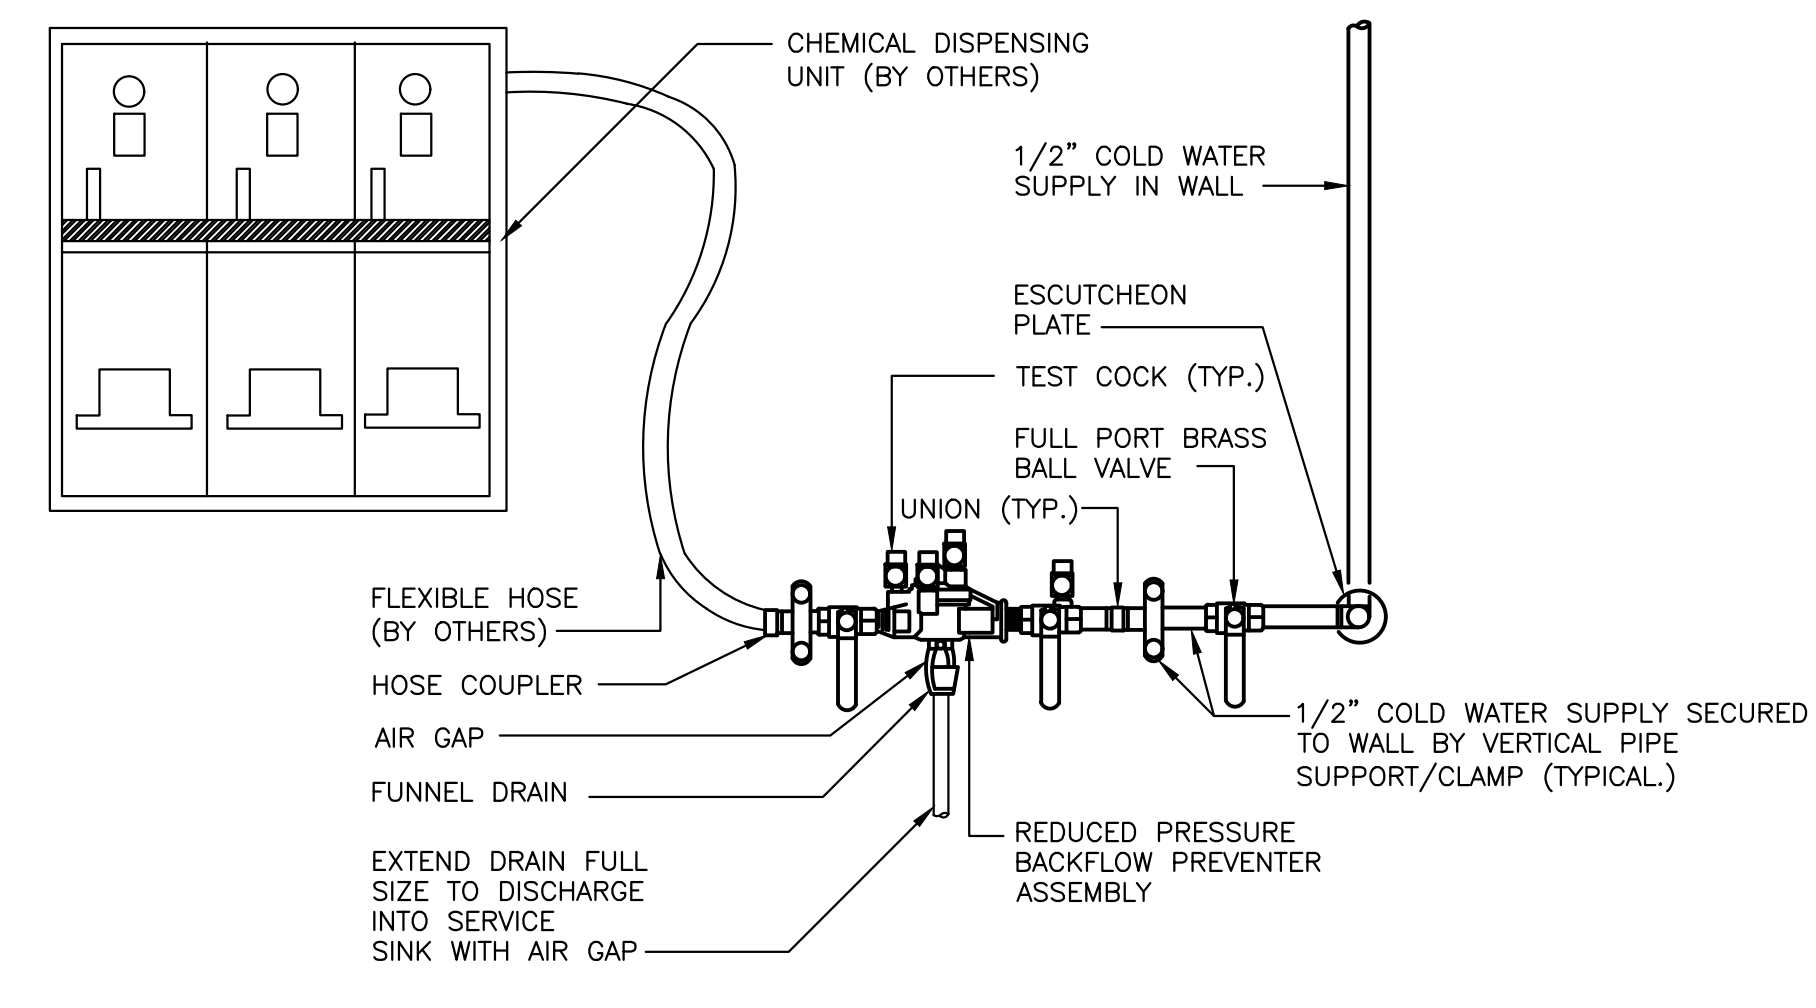 CHEMICAL DISPENSING
UNIT (BY OTHERS)
1/2" COLD WATER
SUPPLY IN WALL
ESCUTCHEON
PLATE
TEST COCK (TYP.)
FULL PORT BRASS
BALL VALVE
UNION (TYP.)
FLEXIBLE HOSE
(BY OTHERS)
HOSE COUPLER
AIR GAP
FUNNEL DRAIN
EXTEND DRAIN FULL
SIZE TO DISCHARGE
INTO SERVICE
SINK WITH AIR GAP
1/2" COLD WATER SUPPLY SECURED
TO WALL BY VERTICAL PIPE
SUPPORT/CLAMP (TYPICAL.)
REDUCED PRESSURE
BACKFLOW PREVENTER
ASSEMBLY